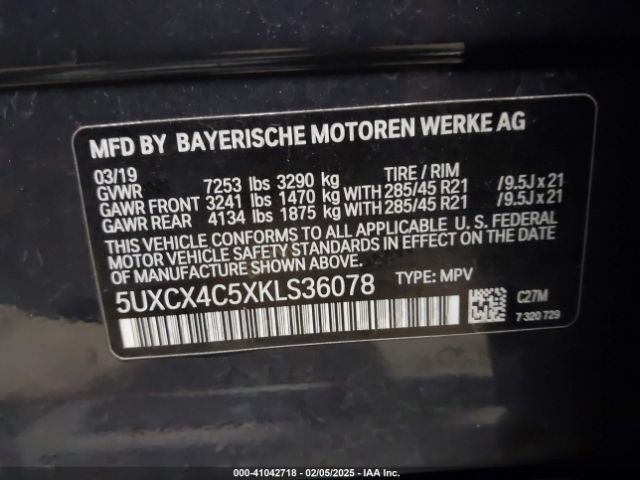 MFD BY BAYERISCHE MOTOREN WERKE AG
03/19 TIRE / RIM
GVWR 7253 lbs 3290 kg
GAWR FRONT 3241 lbs 1470 kg WITH 285/45 R21 /9.5J x 21
GAWR REAR 4134 lbs 1875 kg WITH 285/45 R21 /9.5J x 21
THIS VEHICLE CONFORMS TO ALL APPLICABLE U. S. FEDERAL
MOTOR VEHICLE SAFETY STANDARDS IN EFFECT ON THE
DATE OF MANUFACTURE SHOWN ABOVE.
5UXCX4C5XKLS36078 TYPE: MPV
C27M
7 320 729
000-41042718 - 02/05/2025 - IAA Inc.